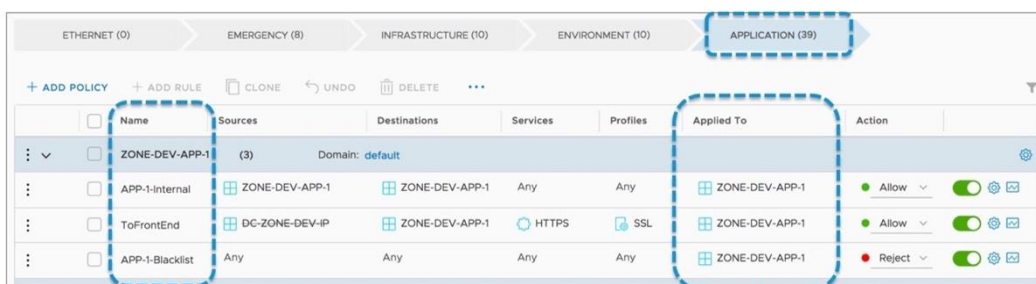 ETHERNET (0) EMERGENCY (8) INFRASTRUCTURE (10) ENVIRONMENT (10) APPLICATION (39)
+ ADD POLICY + ADD RULE CLONE UNDO DELETE ...
Name Sources Destinations Services Profiles Applied To Action
ZONE-DEV-APP-1 (3) Domain: default
APP-1-Internal ZONE-DEV-APP-1 ZONE-DEV-APP-1 Any Any ZONE-DEV-APP-1 Allow
ToFrontEnd DC-ZONE-DEV-IP ZONE-DEV-APP-1 HTTPS SSL ZONE-DEV-APP-1 Allow
APP-1-Blacklist Any Any Any Any ZONE-DEV-APP-1 Reject